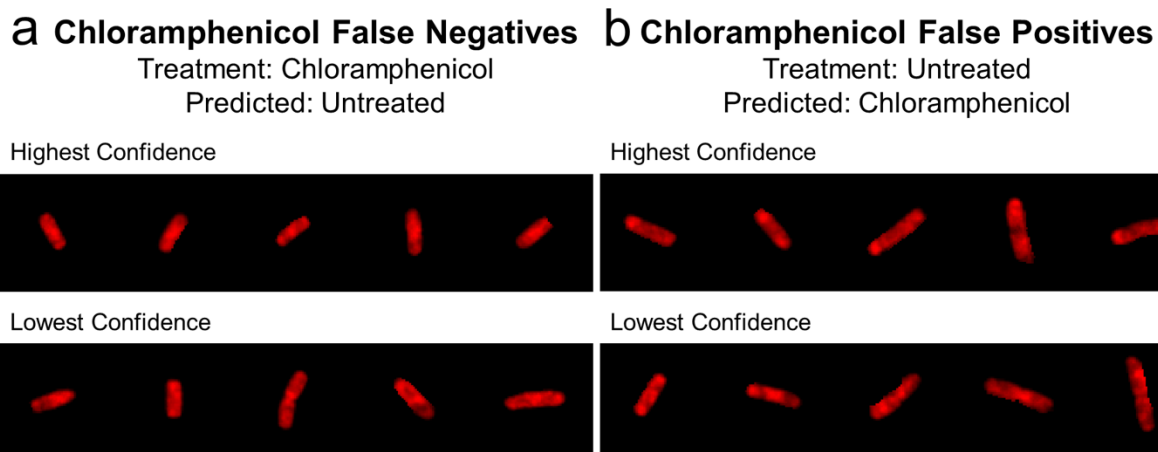 a Chloramphenicol False Negatives
Treatment: Chloramphenicol
Predicted: Untreated
Highest Confidence
Lowest Confidence
b Chloramphenicol False Positives
Treatment: Untreated
Predicted: Chloramphenicol
Highest Confidence
Lowest Confidence